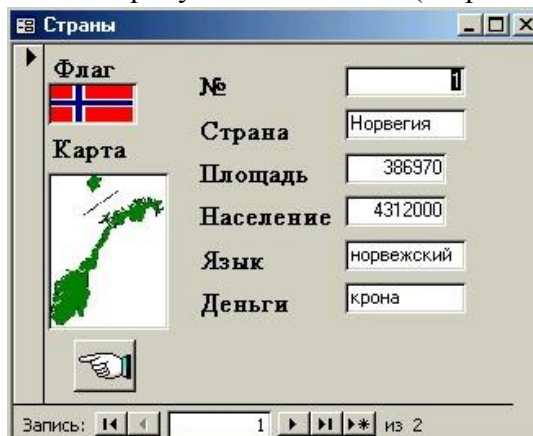 Страны
Флаг
Карта
№ 1
Страна Норвегия
Площадь 386970
Население 4312000
Язык норвежский
Деньги крона
Запись: 1 из 2